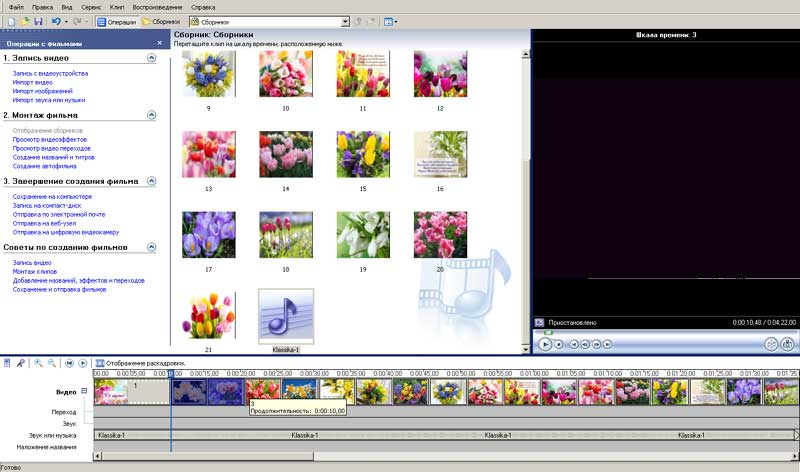 Файл Правка Вид Сервис Клип Воспроизведение Справка
Операции Сборники Сборники
Операции с фильмами
1. Запись видео
Запись с видеоустройства
Импорт видео
Импорт изображений
Импорт звука или музыки
2. Монтаж фильма
Отображение сборников
Просмотр видеоэффектов
Просмотр видео переходов
Создание названий и титров
Создание автофильма
3. Завершение создания фильма
Сохранение на компьютере
Запись на компакт-диск
Отправка по электронной почте
Отправка на веб-узел
Отправка на цифровую видеокамеру
Советы по созданию фильмов
Запись видео
Монтаж клипов
Добавление названий, эффектов и переходов
Сохранение и отправка фильмов
Сборник: Сборники
Перетащите клип на шкалу времени, расположенную ниже.
9 10 11 12
13 14 15 16
17 18 19 20
21 Klassika-1
Шкала времени: 3
Приостановлено 0:00:10,48 / 0:04:22,00
Отображение раскадровки.
00,00 0:00:05,00 0:00:15,00 0:00:20,00 0:00:25,00 0:00:30,00 0:00:35,00 0:00:40,00 0:00:45,00 0:00:50,00 0:00:55,00 0:01:00,00 0:01:05,00 0:01:10,00 0:01:15,00 0:01:20,00 0:01:25,00 0:01:30,00 0:01:35
Видео 1
3
Продолжительность: 0:00:10,00
Переход
Звук
Звук или музыка Klassika-1 Klassika-1 Klassika-1 Klassika-1
Наложение названия
Готово